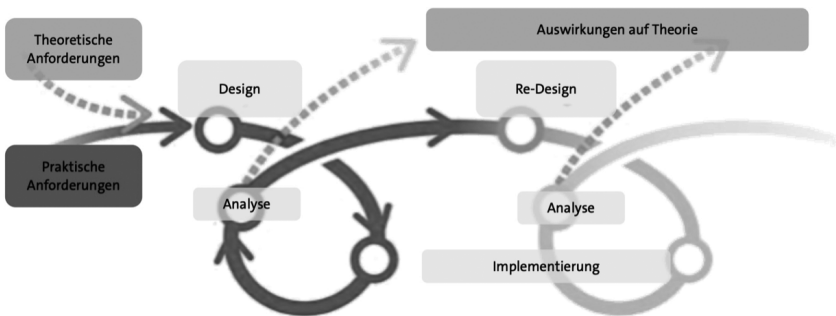 Theoretische
Anforderungen
Auswirkungen auf Theorie
Design
Re-Design
Praktische
Anforderungen
Analyse
Analyse
Implementierung